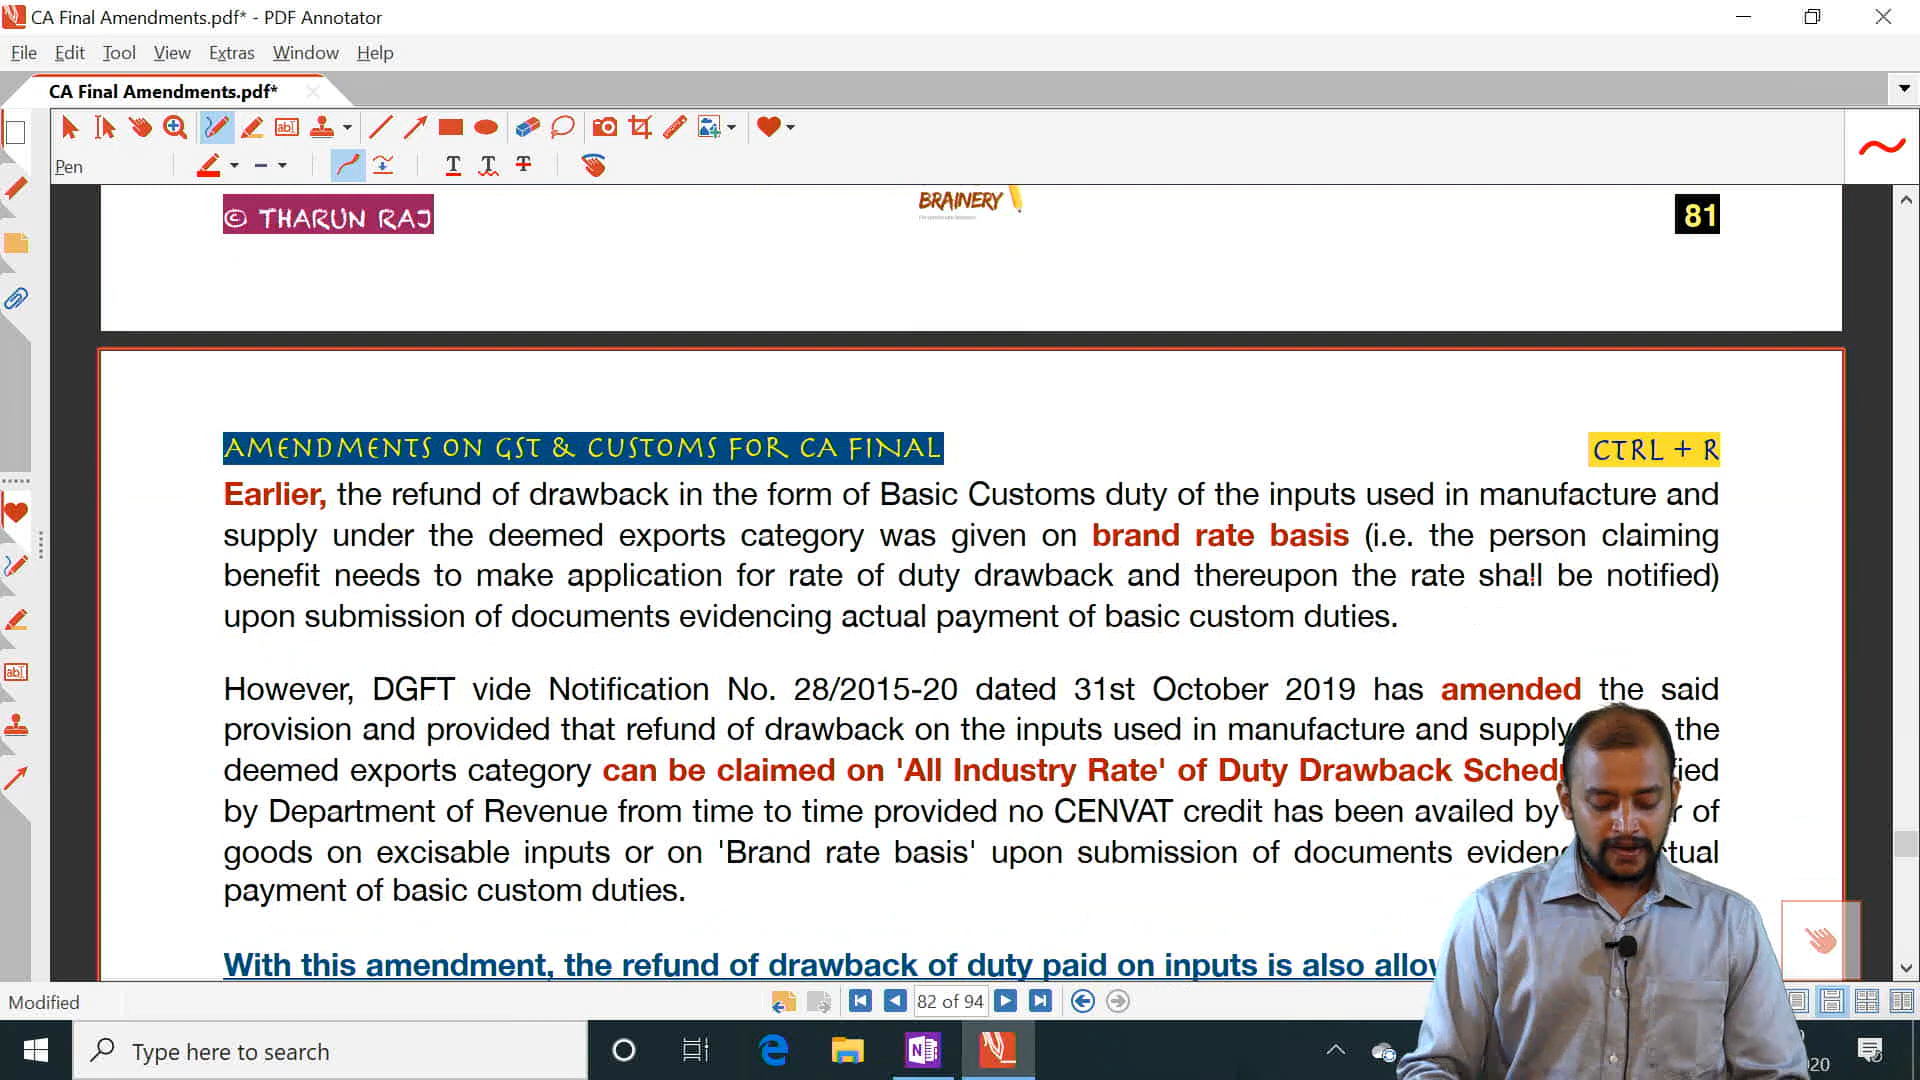 CA Final Amendments.pdf* - PDF Annotator
File Edit Tool View Extras Window Help
CA Final Amendments.pdf*
Pen
© THARUN RAJ
BRAINERY
81
AMENDMENTS ON GST & CUSTOMS FOR CA FINAL
CTRL + R
Earlier, the refund of drawback in the form of Basic Customs duty of the inputs used in manufacture and
supply under the deemed exports category was given on brand rate basis (i.e. the person claiming
benefit needs to make application for rate of duty drawback and thereupon the rate shall be notified)
upon submission of documents evidencing actual payment of basic custom duties.
However, DGFT vide Notification No. 28/2015-20 dated 31st October 2019 has amended the said
provision and provided that refund of drawback on the inputs used in manufacture and supply the
deemed exports category can be claimed on 'All Industry Rate' of Duty Drawback
by Department of Revenue from time to time provided no CENVAT credit has been availed by of
goods on excisable inputs or on 'Brand rate basis' upon submission of documents
payment of basic custom duties.
With this amendment, the refund of drawback of duty paid on inputs is also
Modified
82 of 94
Type here to search